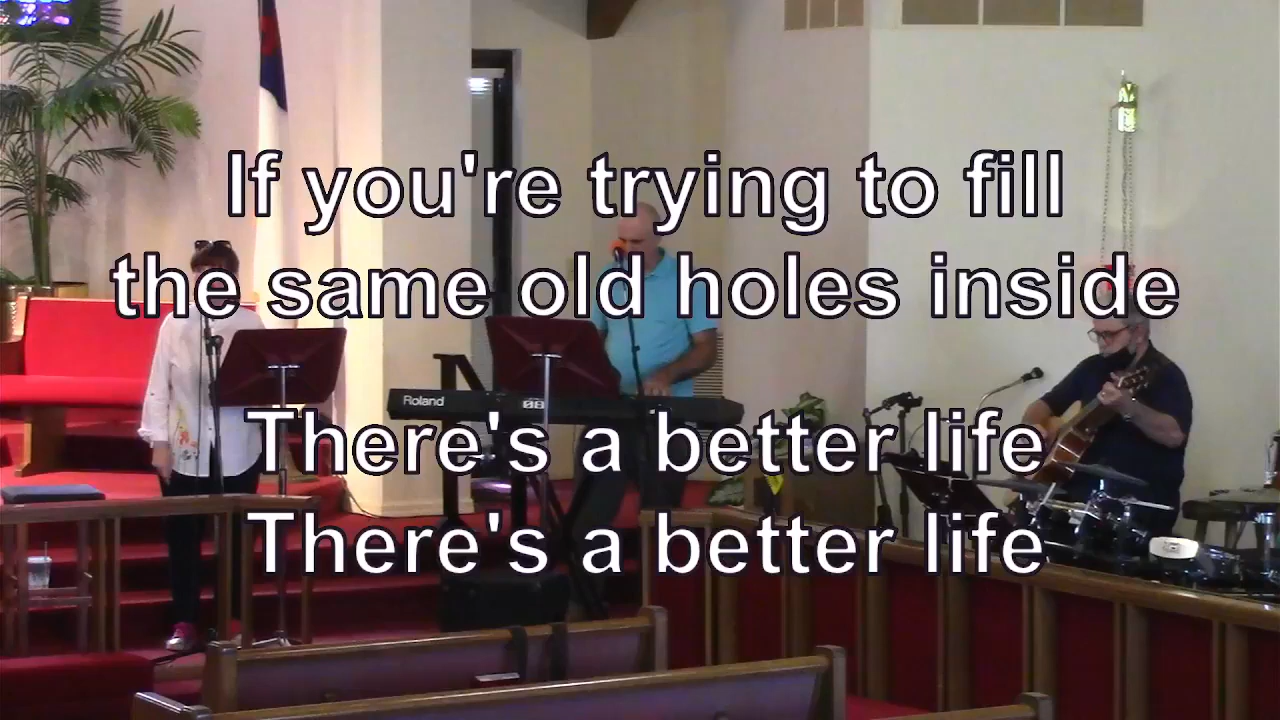 If you're trying to fill
the same old holes inside
Roland
There's a better life
There's a better life